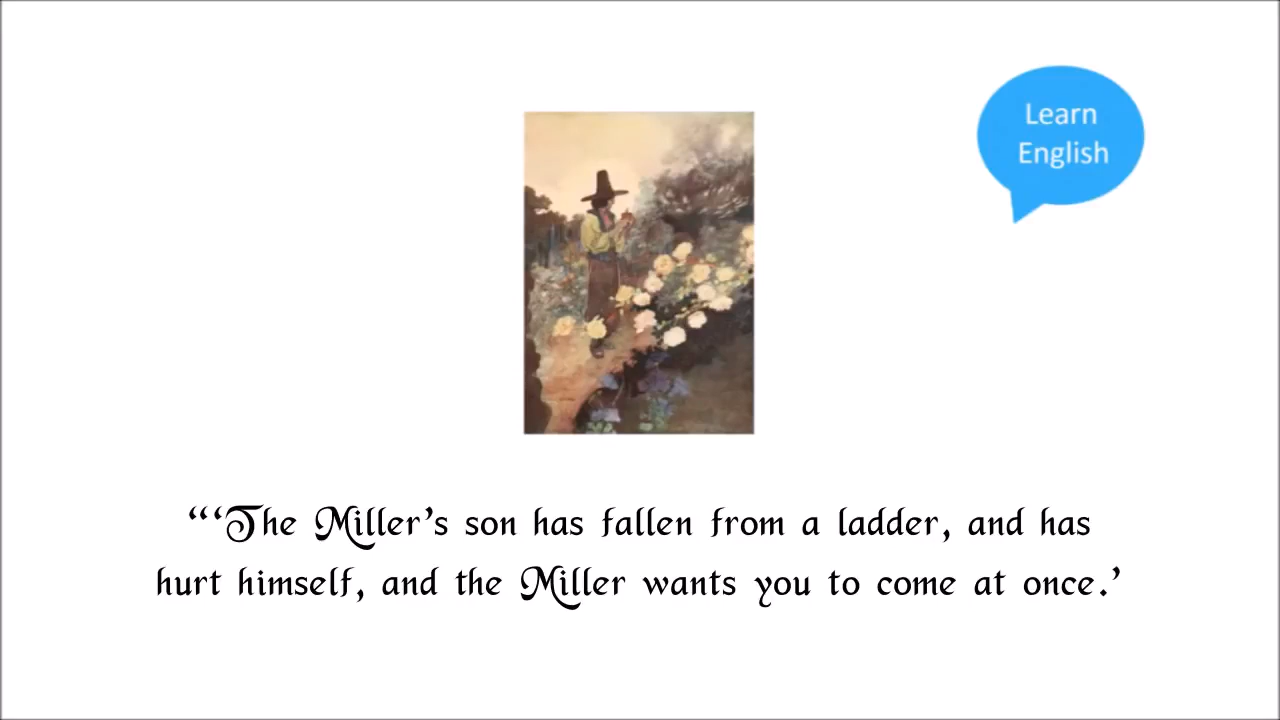 Learn
English
“‘The Miller’s son has fallen from a ladder, and has
hurt himself, and the Miller wants you to come at once.’